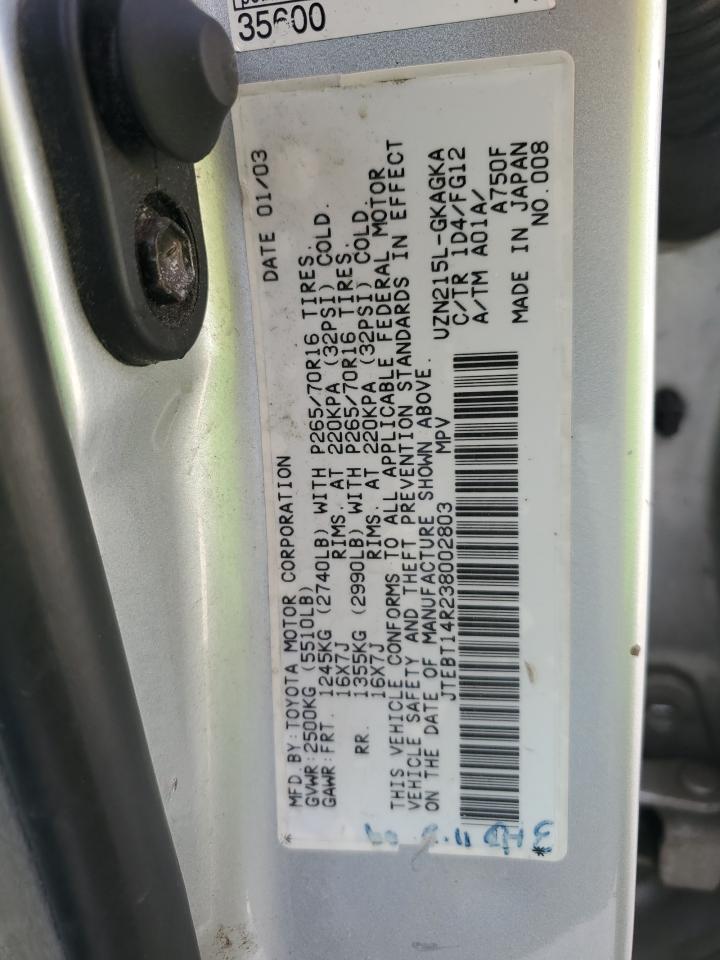 35600
DATE 01/03
MFD.BY:TOYOTA MOTOR CORPORATION
GVWR:2500KG (5510LB)
GAWR:FRT. 1245KG (2740LB) WITH P265/70R16 TIRES.
16X7J RIMS. AT 220KPA (32PSI) COLD.
RR. 1355KG (2990LB) WITH P265/70R16 TIRES.
16X7J RIMS. AT 220KPA (32PSI) COLD.
THIS VEHICLE CONFORMS TO ALL APPLICABLE FEDERAL MOTOR
VEHICLE SAFETY AND THEFT PREVENTION STANDARDS IN EFFECT
ON THE DATE OF MANUFACTURE SHOWN ABOVE.
JTEBT14R238002803 MPV
UZN215L-GKAGKA
C/TR 1D4/FG12
A/TM A01A/
A750F
MADE IN JAPAN
NO.008